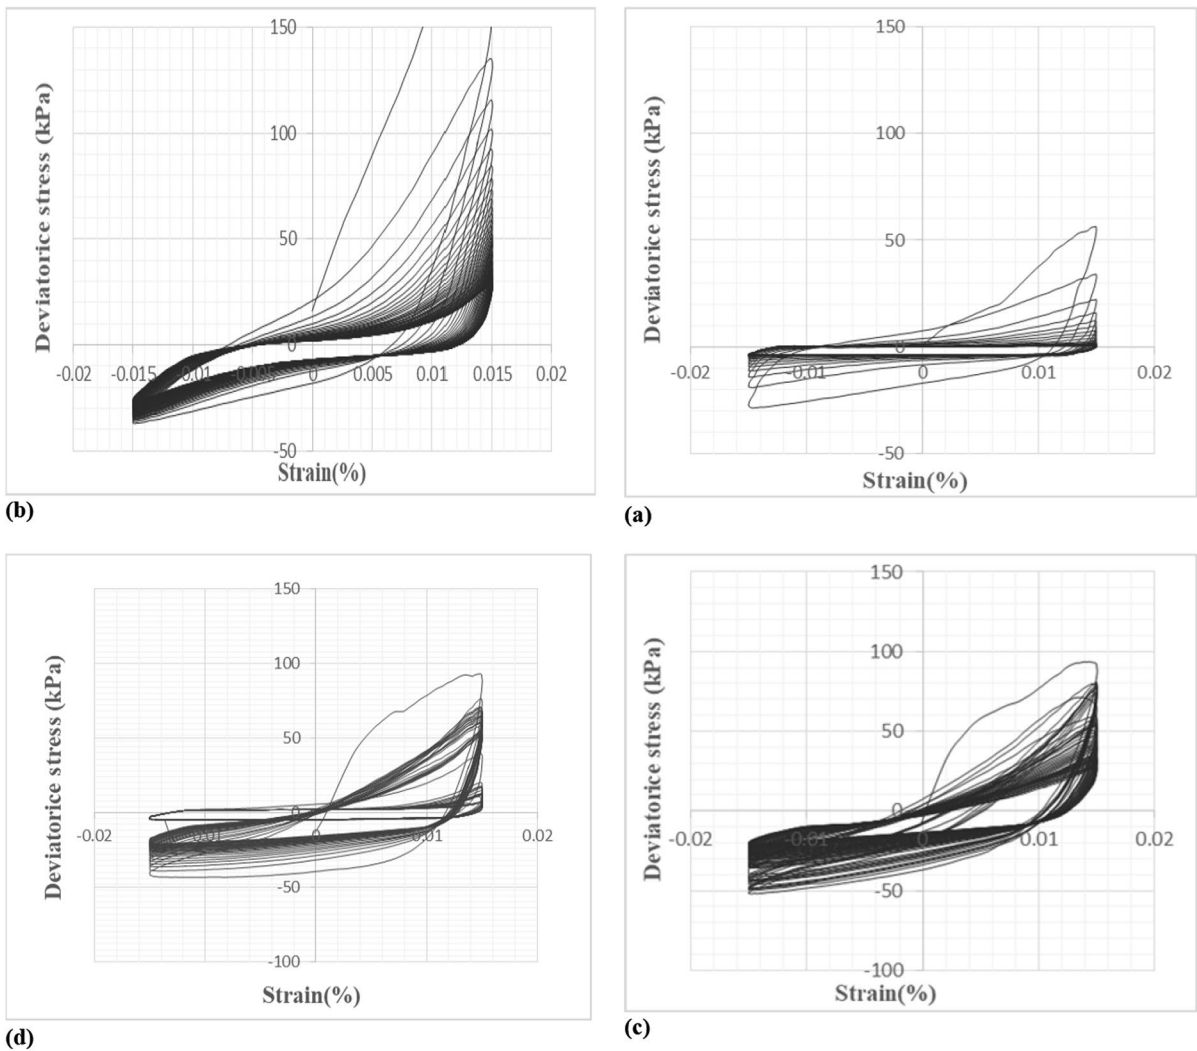 150
100
50
0
-50
-0.02 -0.015 -0.01 -0.005 0 0.005 0.01 0.015 0.02
Deviatorice stress (kPa)
Strain(%)
(b)
150
100
50
0
-50
-0.02 -0.01 0 0.01 0.02
Deviatorice stress (kPa)
Strain(%)
(a)
150
100
50
0
-50
-100
-0.02 -0.01 0 0.01 0.02
Deviatorice stress (kPa)
Strain(%)
(d)
150
100
50
0
-50
-100
-0.02 -0.01 0 0.01 0.02
Deviatorice stress (kPa)
Strain(%)
(c)